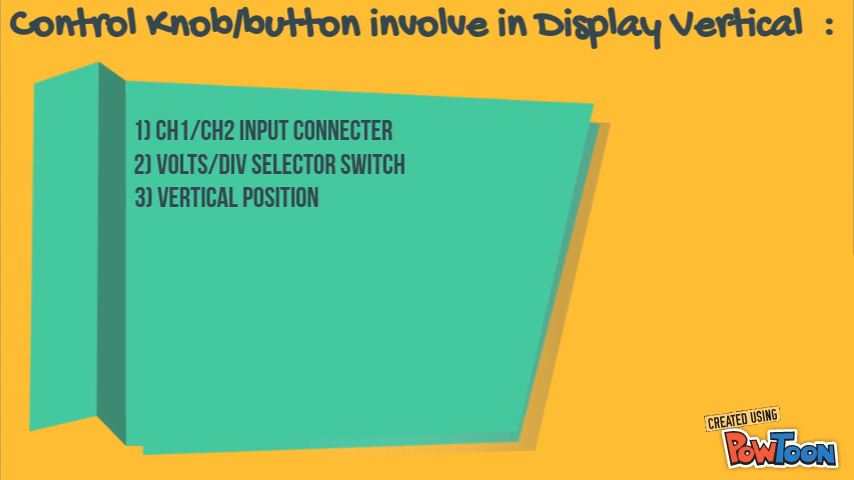 Control Knob/button involve in Display Vertical :
1) CH1/CH2 INPUT CONNECTER
2) VOLTS/DIV SELECTOR SWITCH
3) VERTICAL POSITION
CREATED USING
POWTOON